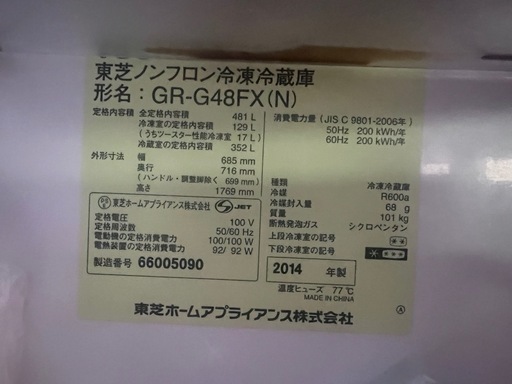 東芝ノンフロン冷凍冷蔵庫
形名：GR-G48FX(N)
定格内容積 全定格内容積 481 L
冷凍室の定格内容積 129 L
(うちツースター性能冷凍室 17 L)
冷蔵室の定格内容積 352 L
外形寸法 幅 685 mm
奥行 716 mm
(ハンドル・調整脚除く 699 mm)
高さ 1769 mm
消費電力量 (JIS C 9801-2006年)
50Hz 200 kWh/年
60Hz 200 kWh/年
種類 冷凍冷蔵庫
冷媒 R600a
冷媒封入量 68 g
質量 101 kg
断熱発泡ガス シクロペンタン
上段冷凍室の記号
下段冷凍室の記号
PSE 東芝ホームアプライアンス株式会社 JET
定格電圧 100 V
定格周波数 50/60 Hz
電動機の定格消費電力 100/100 W
電熱装置の定格消費電力 92/ 92 W
製造番号 66005090
2014 年製
温度ヒューズ 77℃
MADE IN CHINA
東芝ホームアプライアンス株式会社
Ⓐ